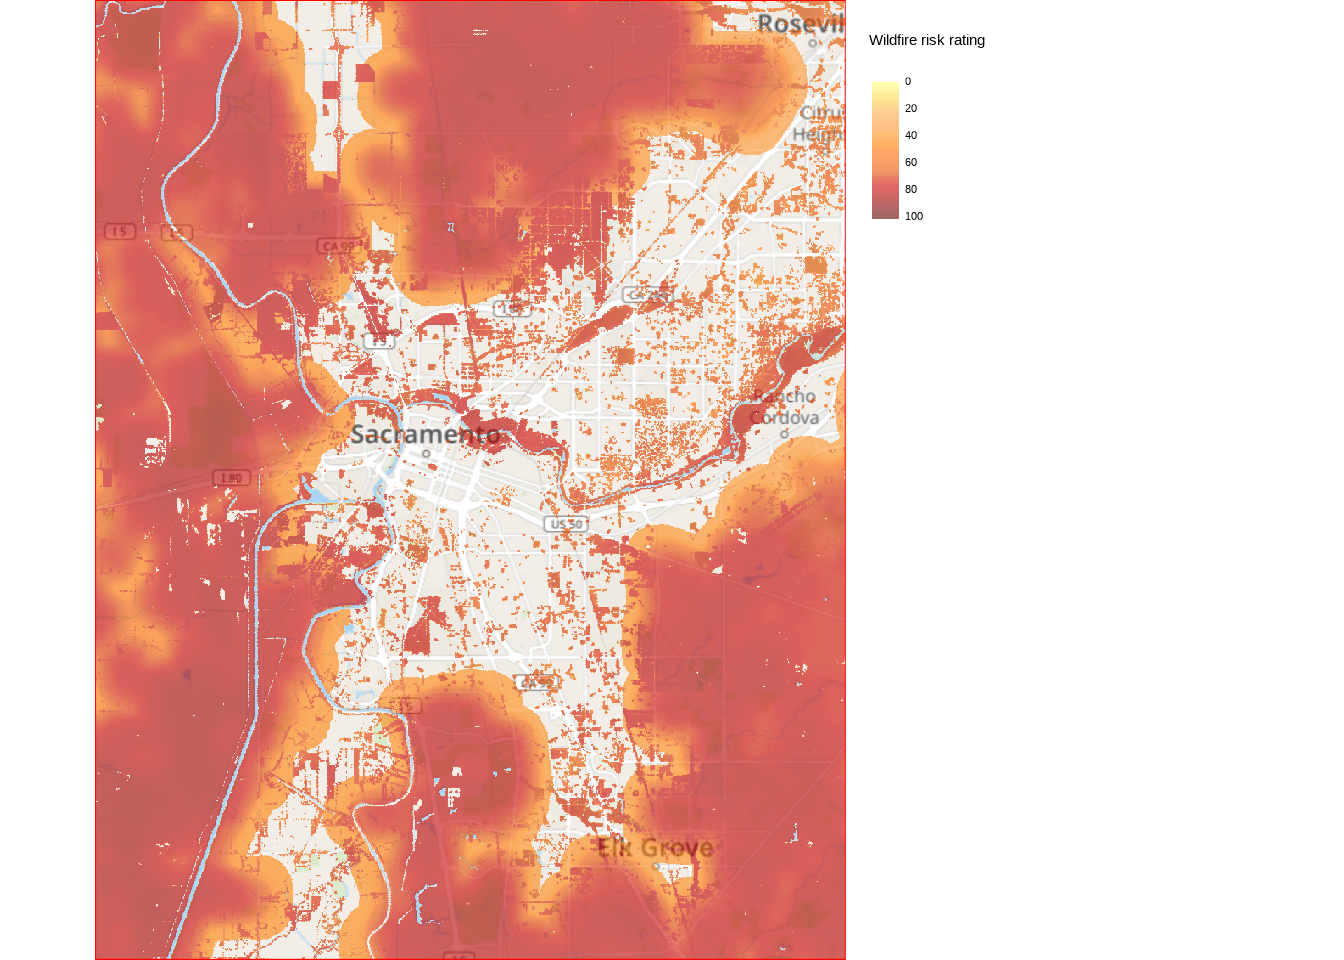 Rosevil
Wildfire risk rating
0
20
40
60
80
100
Citru
Heigh
I 5
CA 99
I 5
Rancho
Cordova
Sacramento
I 80
US 50
CA 99
I 5
Elk Grove